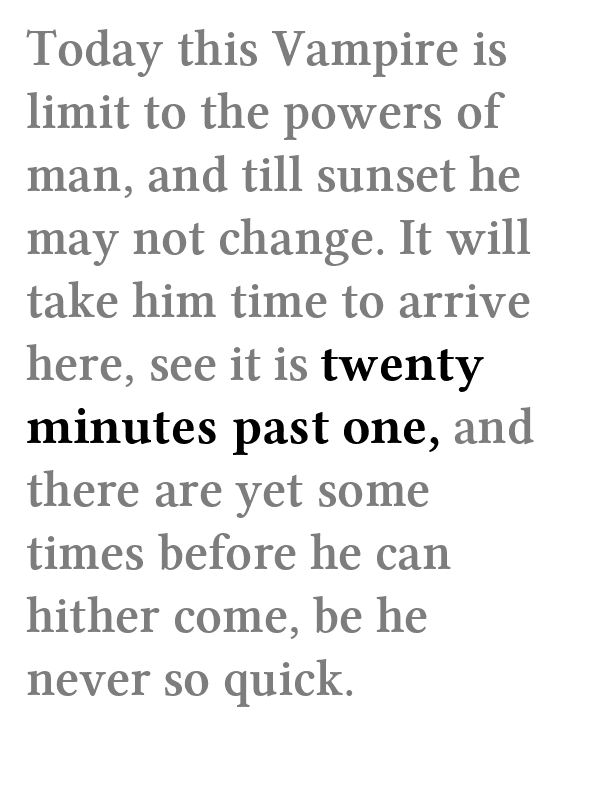 Today this Vampire is
limit to the powers of
man, and till sunset he
may not change. It will
take him time to arrive
here, see it is twenty
minutes past one, and
there are yet some
times before he can
hither come, be he
never so quick.